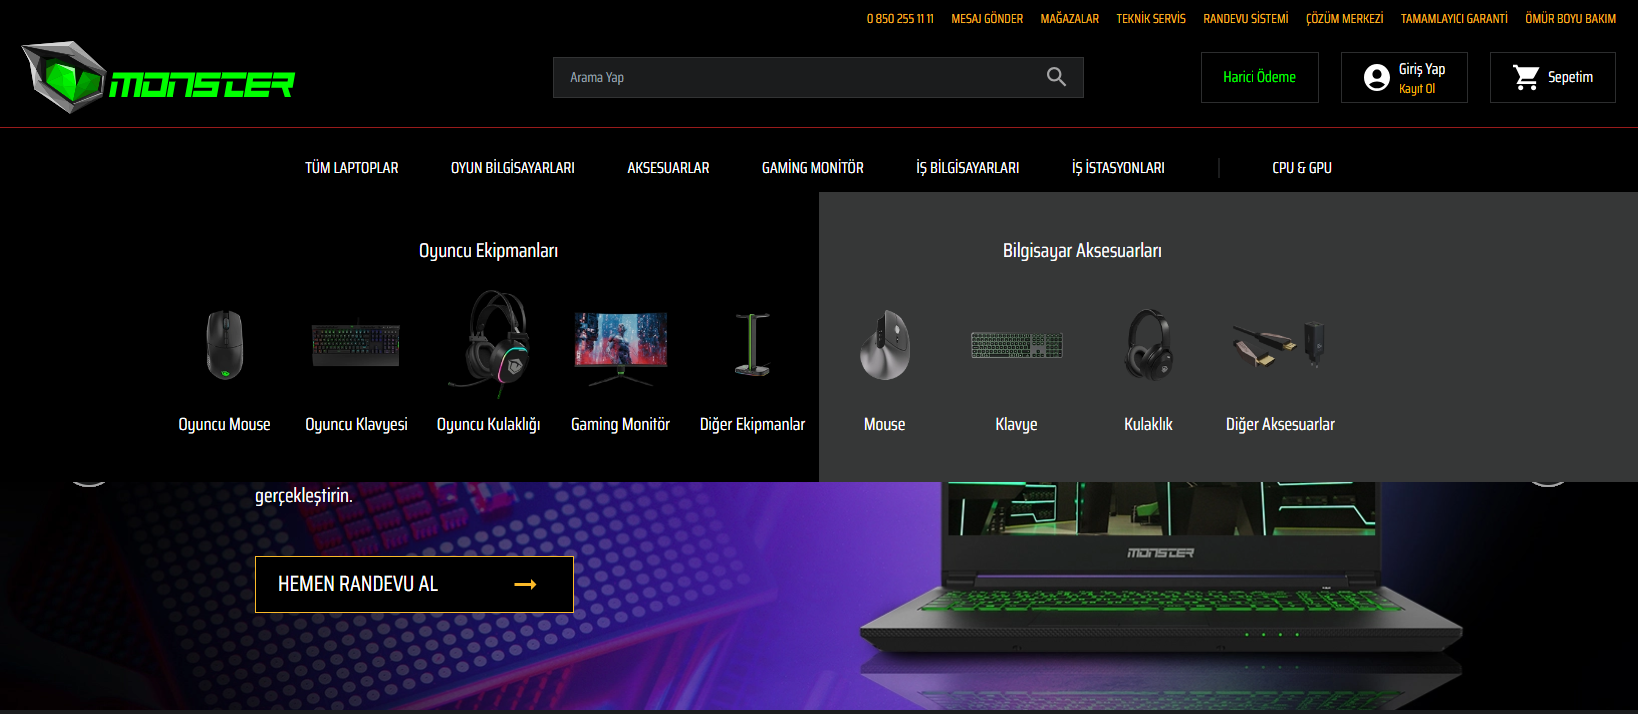 0 850 255 11 11 MESAJ GÖNDER MAĞAZALAR TEKNİK SERVİS RANDEVU SİSTEMİ ÇÖZÜM MERKEZİ TAMAMLAYICI GARANTİ ÖMÜR BOYU BAKIM
MONSTER
Arama Yap
Harici Ödeme
Giriş Yap
Kayıt Ol
Sepetim
TÜM LAPTOPLAR OYUN BİLGİSAYARLARI AKSESUARLAR GAMİNG MONİTÖR İŞ BİLGİSAYARLARI İŞ İSTASYONLARI CPU & GPU
Oyuncu Ekipmanları
Bilgisayar Aksesuarları
Oyuncu Mouse Oyuncu Klavyesi Oyuncu Kulaklığı Gaming Monitör Diğer Ekipmanlar
Mouse Klavye Kulaklık Diğer Aksesuarlar
gerçekleştirin.
HEMEN RANDEVU AL
MONSTER